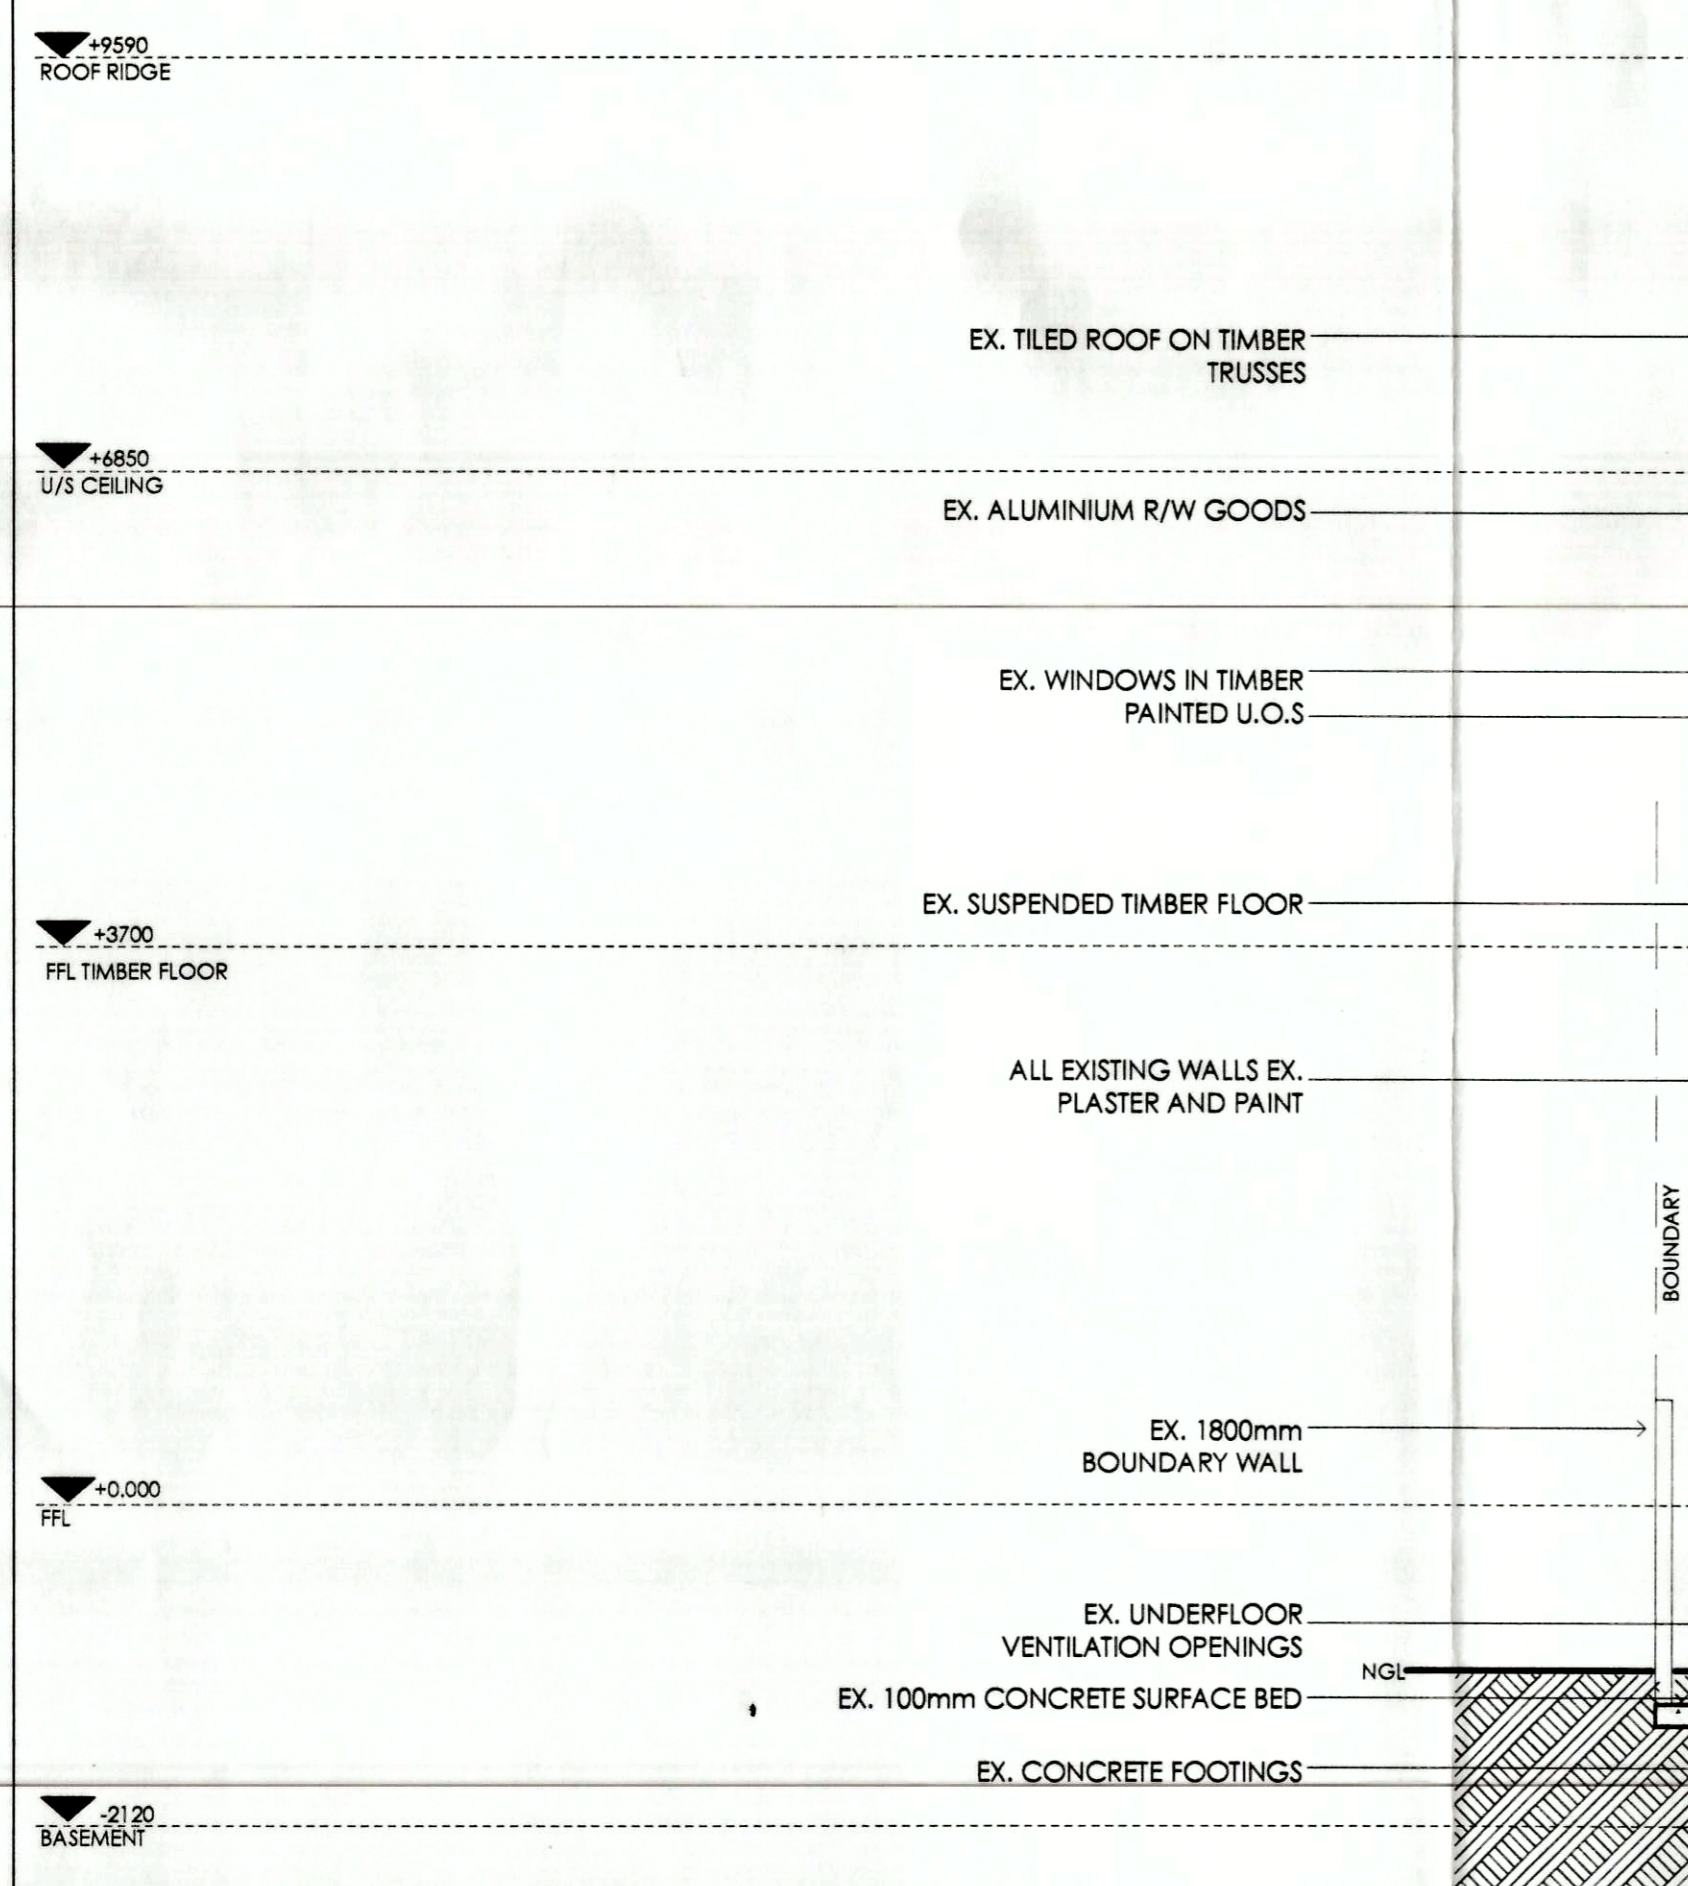 +9590
ROOF RIDGE
EX. TILED ROOF ON TIMBER
TRUSSES
+6850
U/S CEILING
EX. ALUMINIUM R/W GOODS
EX. WINDOWS IN TIMBER
PAINTED U.O.S
EX. SUSPENDED TIMBER FLOOR
+3700
FFL TIMBER FLOOR
ALL EXISTING WALLS EX.
PLASTER AND PAINT
BOUNDARY
EX. 1800mm
BOUNDARY WALL
+0.000
FFL
EX. UNDERFLOOR
VENTILATION OPENINGS
NGL
EX. 100mm CONCRETE SURFACE BED
EX. CONCRETE FOOTINGS
-2120
BASEMENT